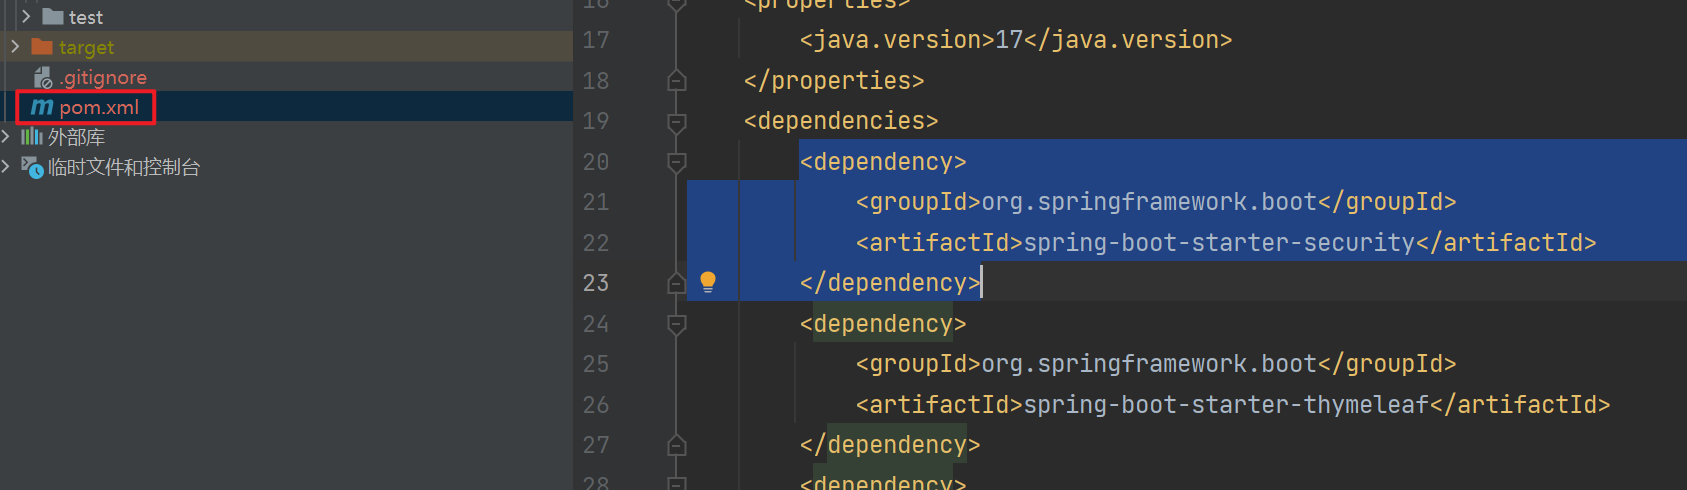 test
target
.gitignore
pom.xml
外部库
临时文件和控制台
16 <properties>
17 <java.version>17</java.version>
18 </properties>
19 <dependencies>
20 <dependency>
21 <groupId>org.springframework.boot</groupId>
22 <artifactId>spring-boot-starter-security</artifactId>
23 </dependency>
24 <dependency>
25 <groupId>org.springframework.boot</groupId>
26 <artifactId>spring-boot-starter-thymeleaf</artifactId>
27 </dependency>
28 <dependency>